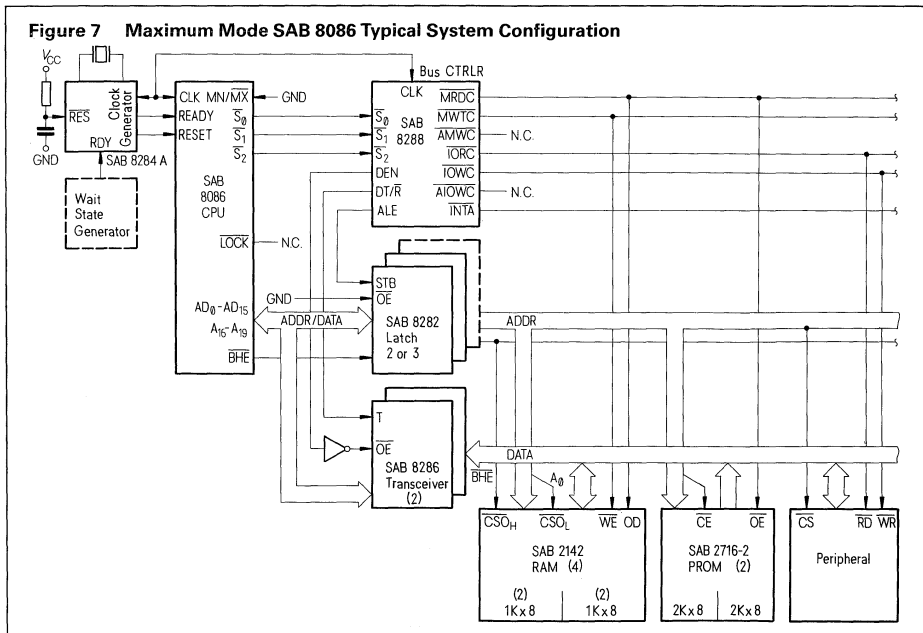 Figure 7 Maximum Mode SAB 8086 Typical System Configuration
VCC
RES
GND
Clock Generator
RDY
SAB 8284 A
Wait
State
Generator
CLK MN/MX
READY
RESET
S0
S1
S2
SAB
8086
CPU
LOCK
AD0-AD15
A16-A19
BHE
GND
N.C.
GND
ADDR/DATA
Bus CTRLR
CLK
SAB
8288
S0
S1
S2
DEN
DT/R
ALE
MRDC
MWTC
AMWC
IORC
IOWC
AIOWC
INTA
N.C.
N.C.
STB
OE
SAB 8282
Latch
2 or 3
T
OE
SAB 8286
Transceiver
(2)
ADDR
DATA
BHE
A0
CSOH
CSOL
WE OD
SAB 2142
RAM (4)
(2)
1K x 8
(2)
1K x 8
CE
OE
SAB 2716-2
PROM (2)
2K x 8
2K x 8
CS
RD WR
Peripheral